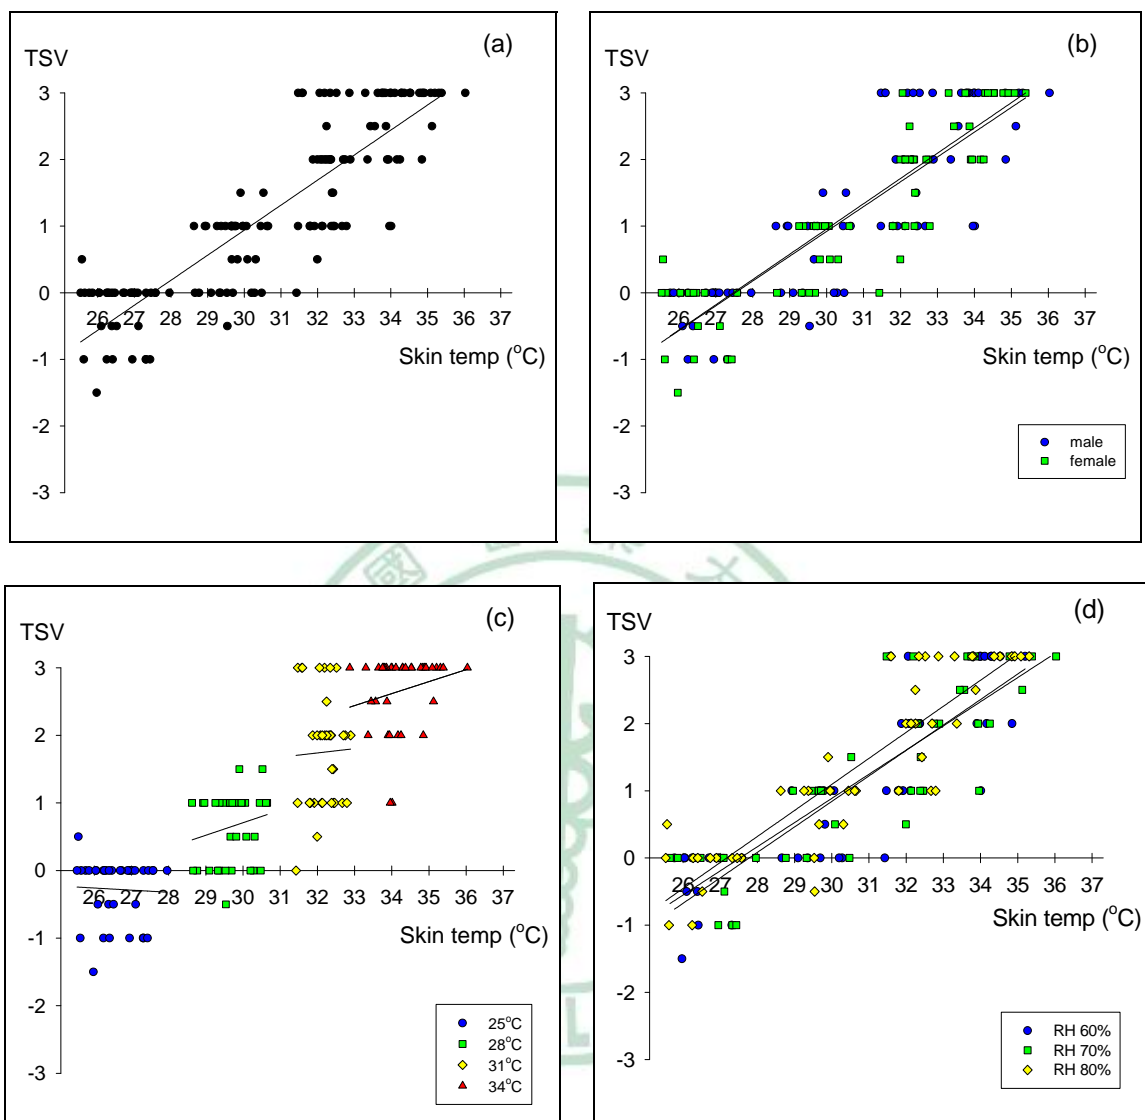 TSV (a)
3
2
1
0
26 27 28 29 30 31 32 33 34 35 36 37
Skin temp (°C)
-1
-2
-3
TSV (b)
3
2
1
0
26 27 28 29 30 31 32 33 34 35 36 37
Skin temp (°C)
-1
-2
-3
male
female
國
TSV (c)
3
2
1
0
26 27 28 29 30 31 32 33 34 35 36 37
Skin temp (°C)
-1
-2
-3
25°C
28°C
31°C
34°C
TSV (d)
3
2
1
0
26 27 28 29 30 31 32 33 34 35 36 37
Skin temp (°C)
-1
-2
-3
RH 60%
RH 70%
RH 80%